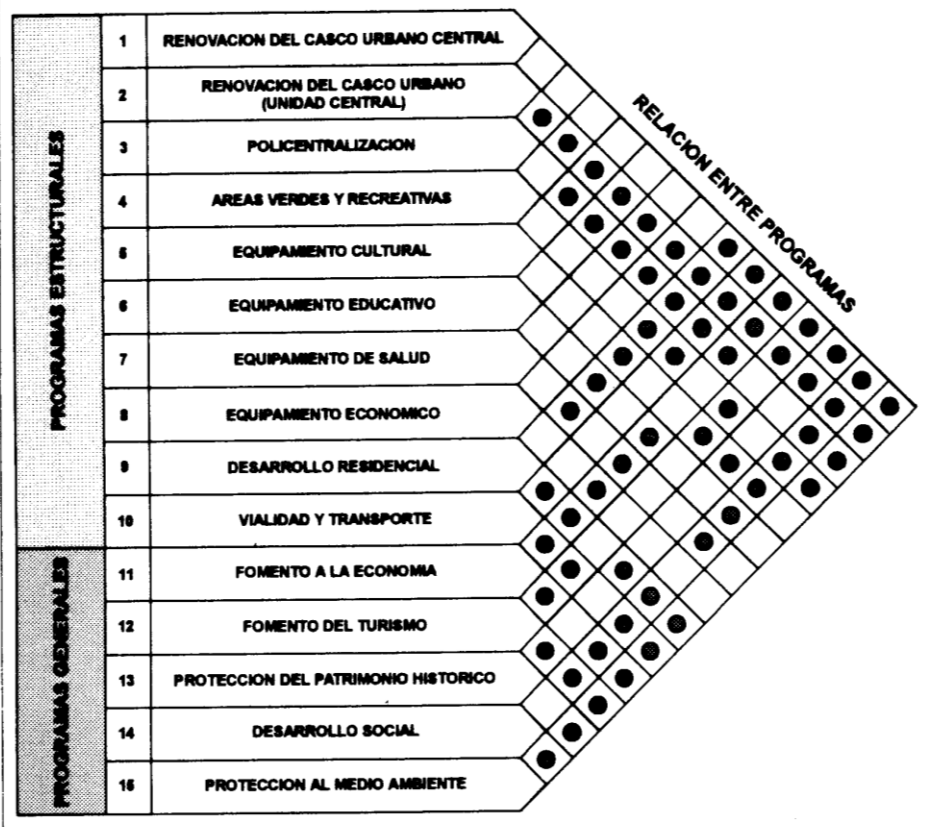 PROGRAMAS ESTRUCTURALES
1 RENOVACION DEL CASCO URBANO CENTRAL
2 RENOVACION DEL CASCO URBANO
(UNIDAD CENTRAL)
3 POLICENTRALIZACION
4 AREAS VERDES Y RECREATIVAS
5 EQUIPAMIENTO CULTURAL
6 EQUIPAMIENTO EDUCATIVO
7 EQUIPAMIENTO DE SALUD
8 EQUIPAMIENTO ECONOMICO
9 DESARROLLO RESIDENCIAL
10 VIALIDAD Y TRANSPORTE
PROGRAMAS GENERALES
11 FOMENTO A LA ECONOMIA
12 FOMENTO DEL TURISMO
13 PROTECCION DEL PATRIMONIO HISTORICO
14 DESARROLLO SOCIAL
15 PROTECCION AL MEDIO AMBIENTE
RELACION ENTRE PROGRAMAS